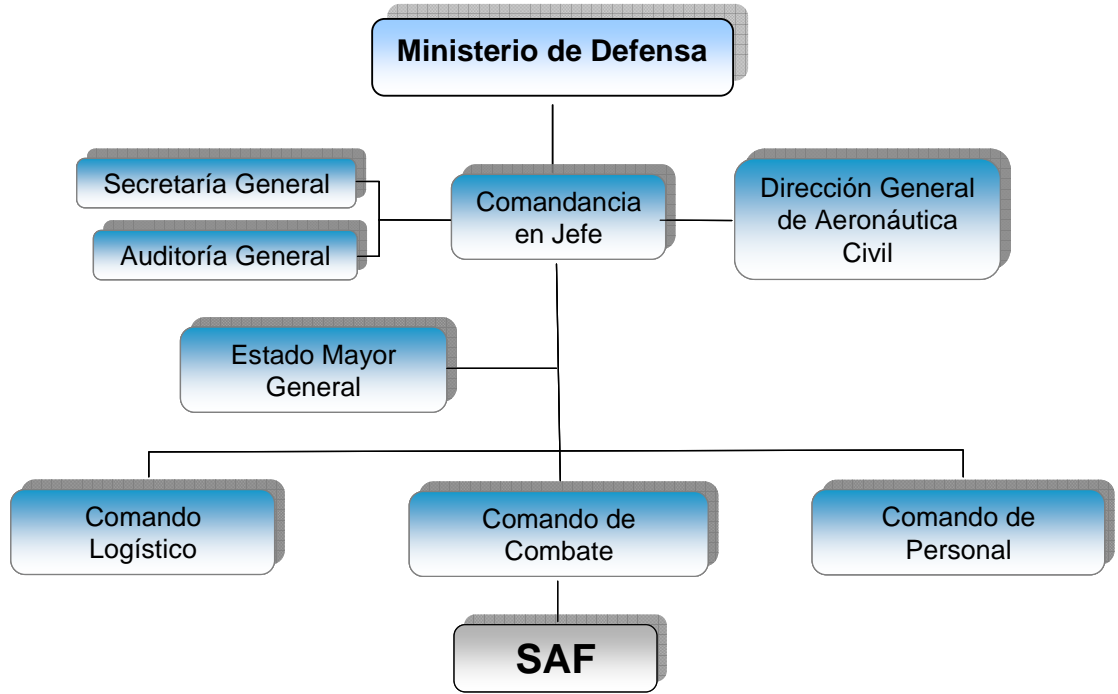 Ministerio de Defensa
Secretaría General
Auditoría General
Comandancia
en Jefe
Dirección General
de Aeronáutica
Civil
Estado Mayor
General
Comando
Logístico
Comando de
Combate
Comando de
Personal
SAF